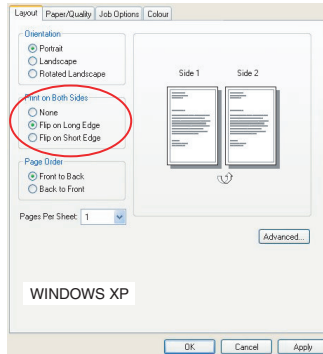 Layout Paper/Quality Job Options Colour
Orientation
Portrait
Landscape
Rotated Landscape
Print on Both Sides
None
Flip on Long Edge
Flip on Short Edge
Page Order
Front to Back
Back to Front
Pages Per Sheet: 1
Side 1 Side 2
Advanced...
WINDOWS XP
OK Cancel Apply